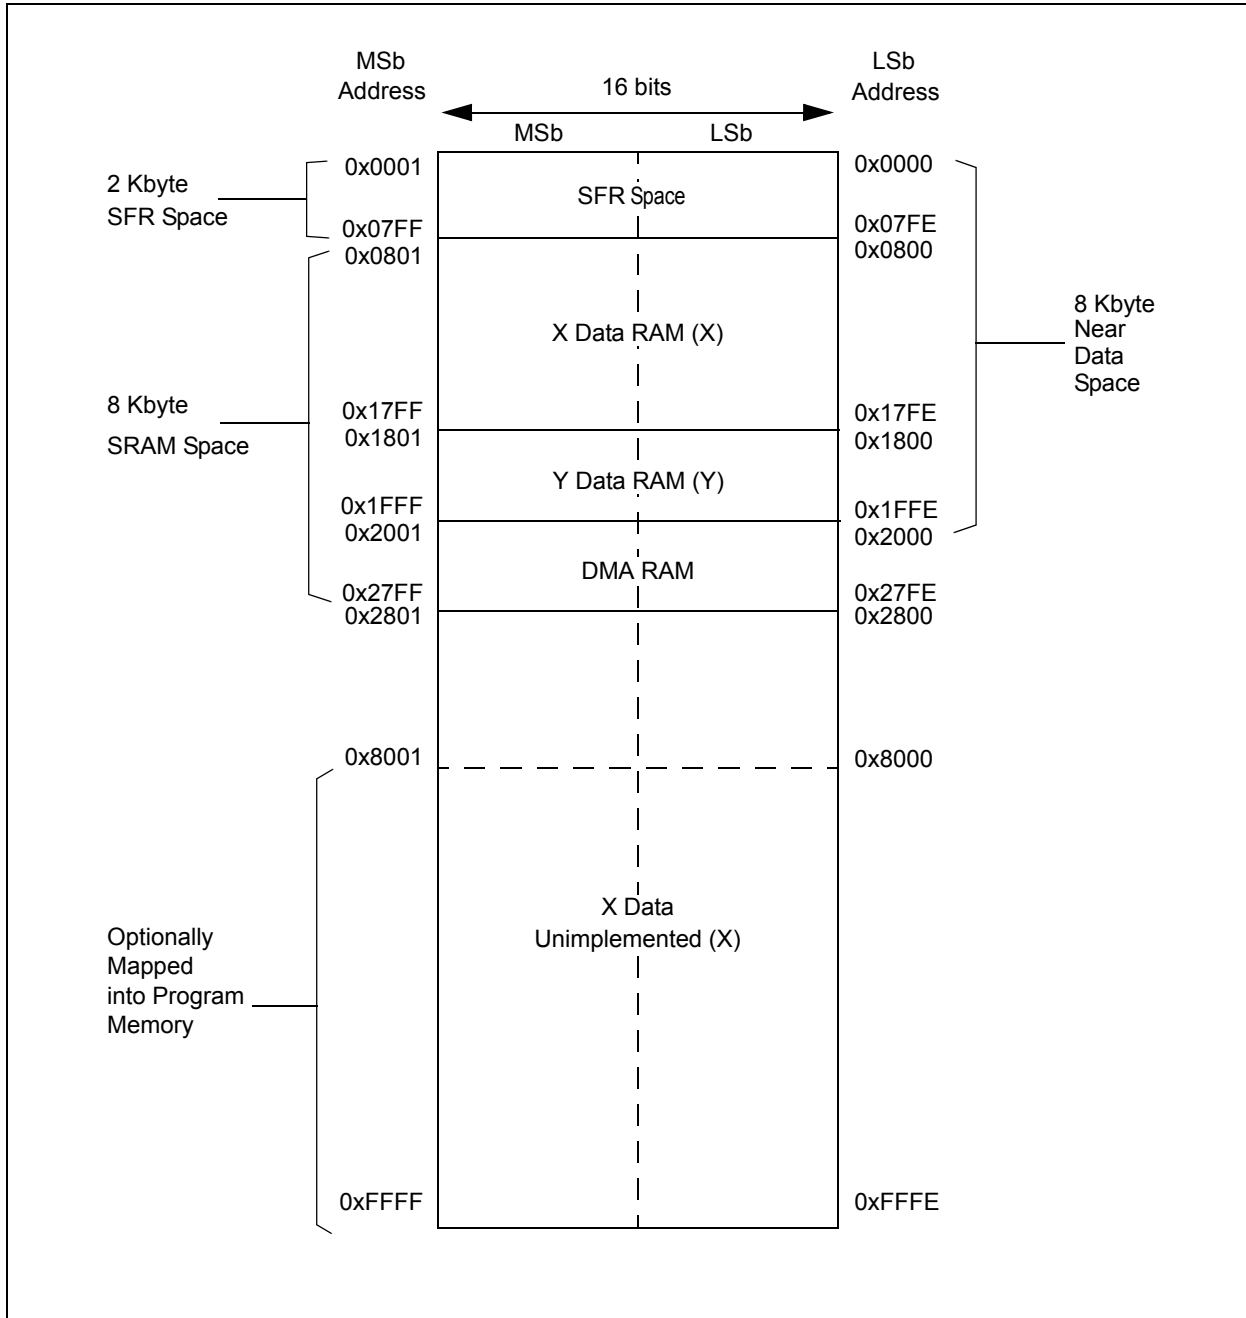 MSb
Address
16 bits
LSb
Address
MSb
LSb
2 Kbyte
SFR Space
0x0001
0x07FF
0x0801
SFR Space
0x0000
0x07FE
0x0800
8 Kbyte
Near
Data
Space
8 Kbyte
SRAM Space
X Data RAM (X)
0x17FF
0x1801
0x17FE
0x1800
Y Data RAM (Y)
0x1FFF
0x2001
0x1FFE
0x2000
DMA RAM
0x27FF
0x2801
0x27FE
0x2800
0x8001
0x8000
Optionally
Mapped
into Program
Memory
X Data
Unimplemented (X)
0xFFFF
0xFFFE